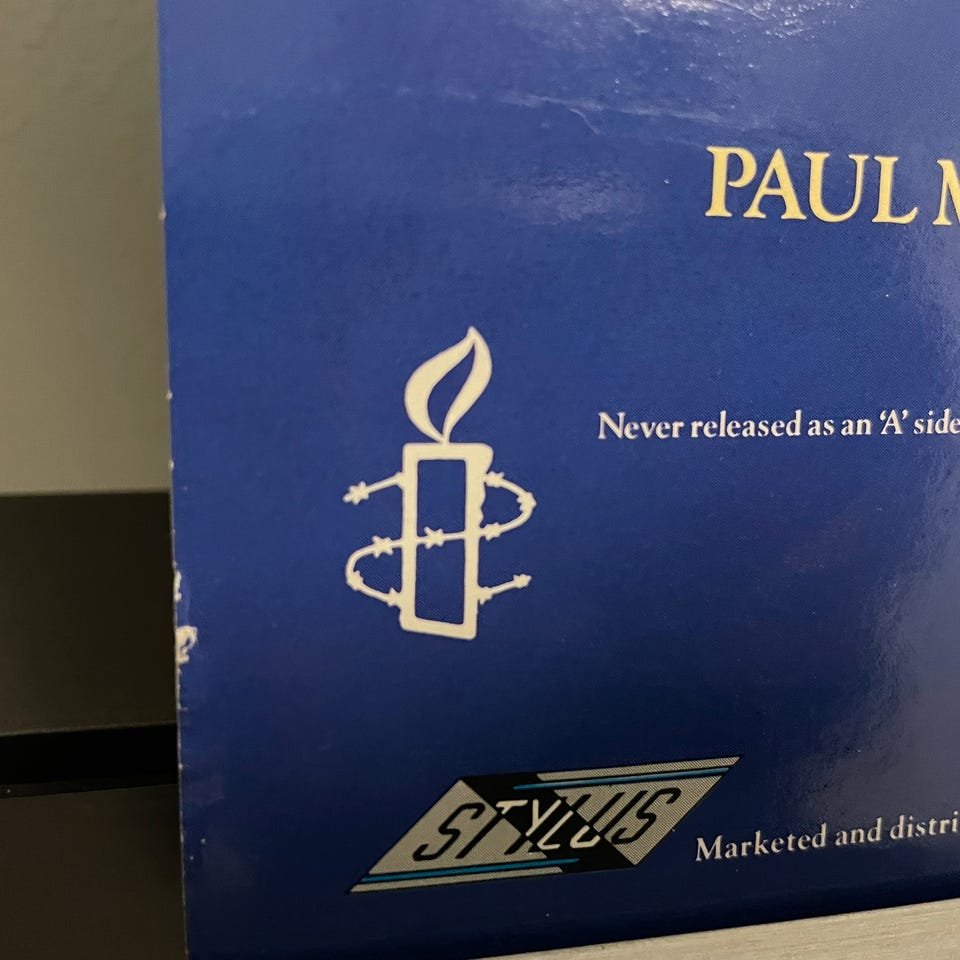 PAUL M
Never released as an ‘A’ side
STYLUS
Marketed and distri